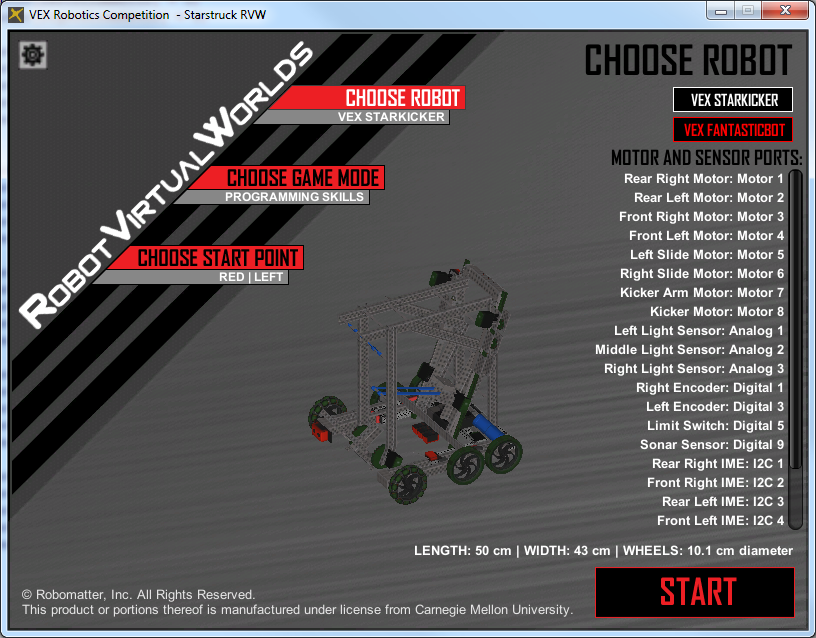 VEX Robotics Competition - Starstruck RVW
ROBOT VIRTUAL WORLDS
CHOOSE ROBOT
VEX STARKICKER
CHOOSE GAME MODE
PROGRAMMING SKILLS
CHOOSE START POINT
RED | LEFT
CHOOSE ROBOT
VEX STARKICKER
VEX FANTASTICBOT
MOTOR AND SENSOR PORTS:
Rear Right Motor: Motor 1
Rear Left Motor: Motor 2
Front Right Motor: Motor 3
Front Left Motor: Motor 4
Left Slide Motor: Motor 5
Right Slide Motor: Motor 6
Kicker Arm Motor: Motor 7
Kicker Motor: Motor 8
Left Light Sensor: Analog 1
Middle Light Sensor: Analog 2
Right Light Sensor: Analog 3
Right Encoder: Digital 1
Left Encoder: Digital 3
Limit Switch: Digital 5
Sonar Sensor: Digital 9
Rear Right IME: I2C 1
Front Right IME: I2C 2
Rear Left IME: I2C 3
Front Left IME: I2C 4
LENGTH: 50 cm | WIDTH: 43 cm | WHEELS: 10.1 cm diameter
© Robomatter, Inc. All Rights Reserved.
This product or portions thereof is manufactured under license from Carnegie Mellon University.
START